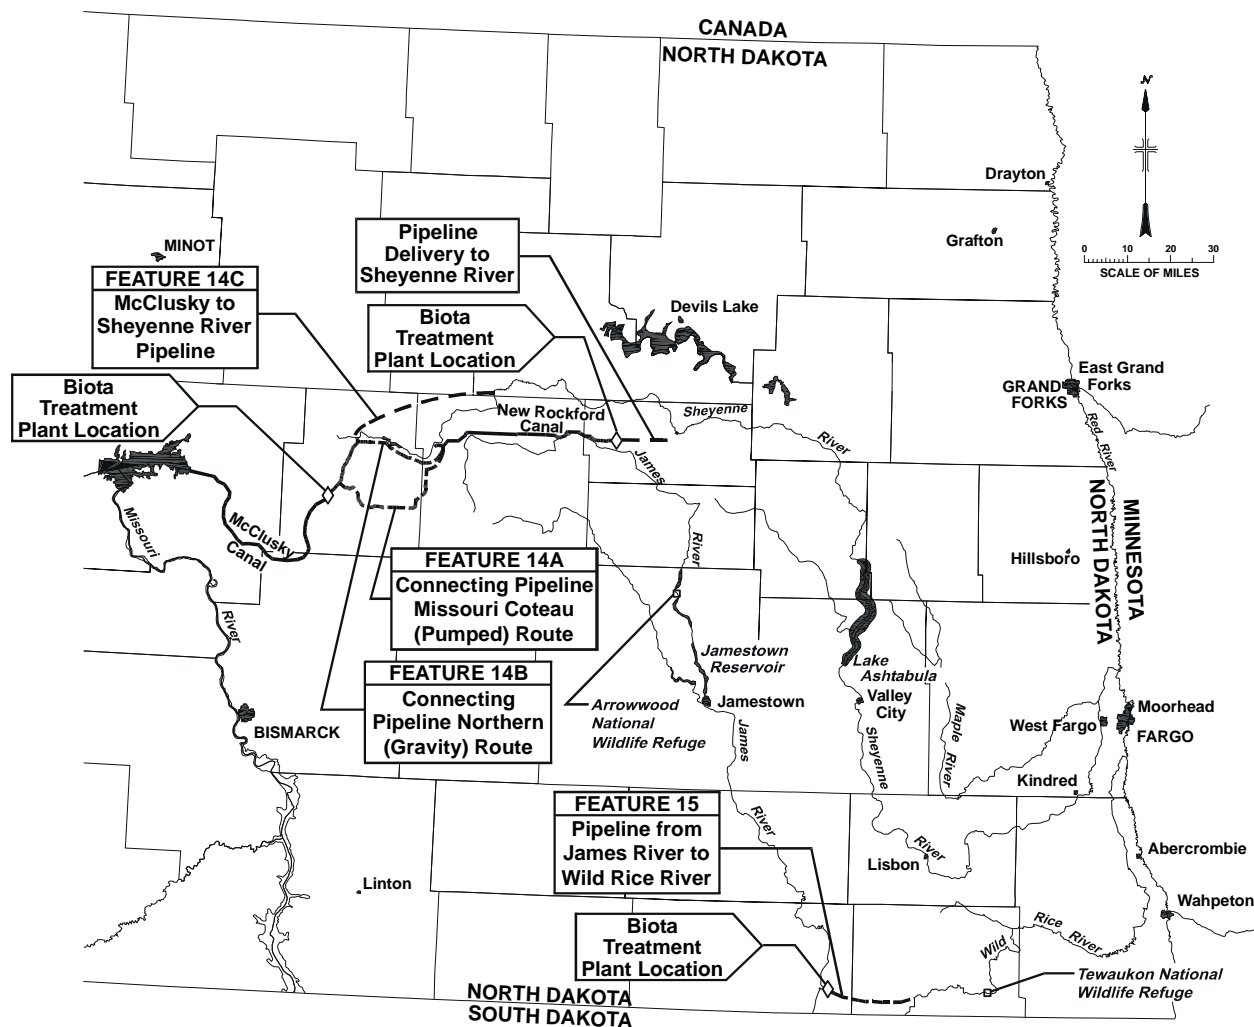 CANADA
NORTH DAKOTA
N
Drayton
Grafton
0 10 20 30
SCALE OF MILES
MINOT
Pipeline
Delivery to
Sheyenne River
FEATURE 14C
McClusky to
Sheyenne River
Pipeline
Biota
Treatment
Plant Location
Devils Lake
Biota
Treatment
Plant Location
East Grand
Forks
GRAND
FORKS
New Rockford
Canal
Sheyenne
River
Red River
James
River
Missouri
River
McClusky
Canal
MINNESOTA
NORTH DAKOTA
Hillsboro
FEATURE 14A
Connecting Pipeline
Missouri Coteau
(Pumped) Route
FEATURE 14B
Connecting
Pipeline Northern
(Gravity) Route
Jamestown
Reservoir
Jamestown
Arrowwood
National
Wildlife Refuge
Lake
Ashtabula
Valley
City
BISMARCK
James
River
Sheyenne
River
Maple
River
West Fargo
Moorhead
FARGO
Kindred
FEATURE 15
Pipeline from
James River to
Wild Rice River
Lisbon
Abercrombie
Linton
Wahpeton
Biota
Treatment
Plant Location
Wild
Rice
River
Tewaukon National
Wildlife Refuge
NORTH DAKOTA
SOUTH DAKOTA